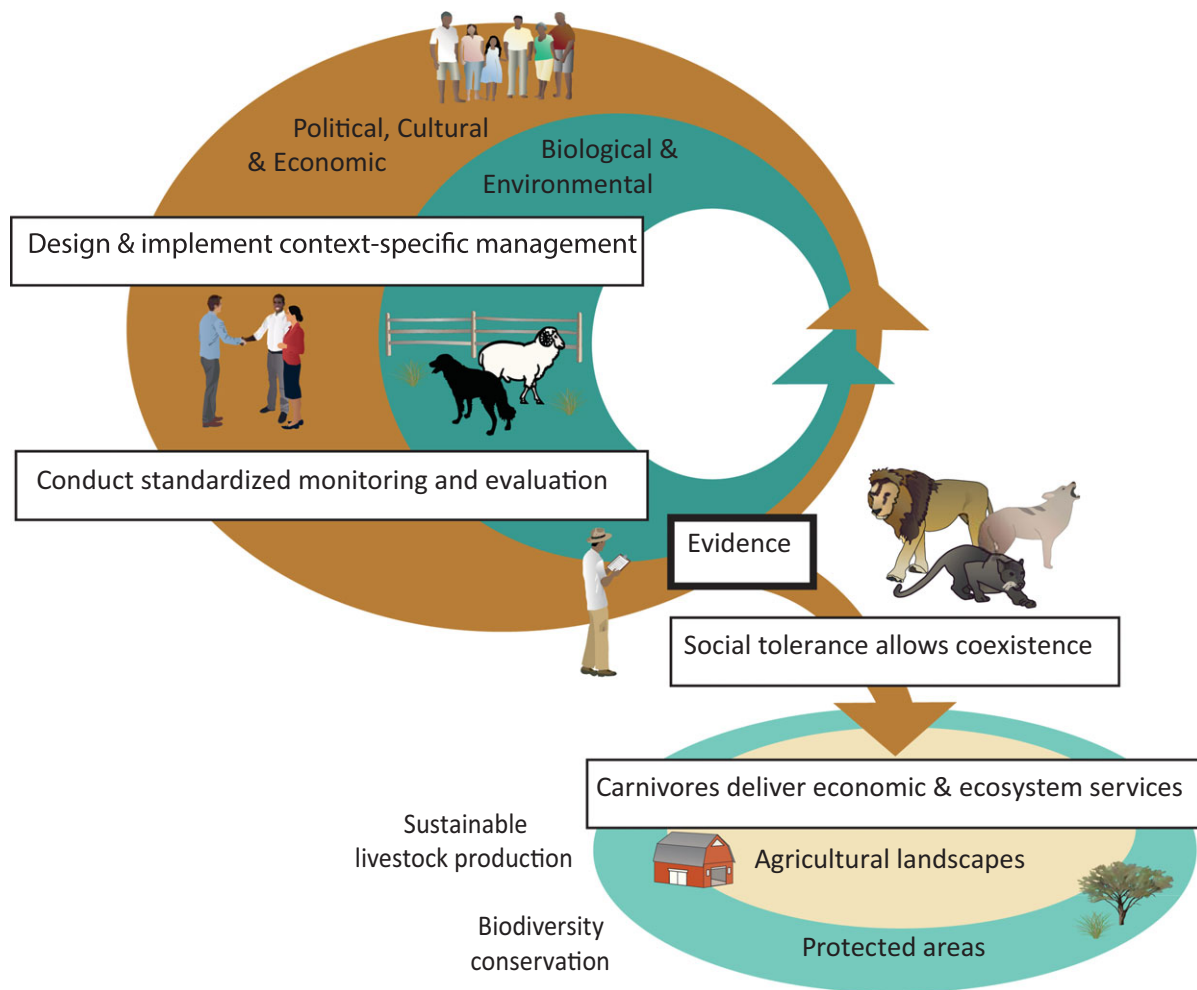 Political, Cultural
& Economic
Biological &
Environmental
Design & implement context-specific management
Conduct standardized monitoring and evaluation
Evidence
Social tolerance allows coexistence
Carnivores deliver economic & ecosystem services
Sustainable
livestock production
Agricultural landscapes
Biodiversity
conservation
Protected areas